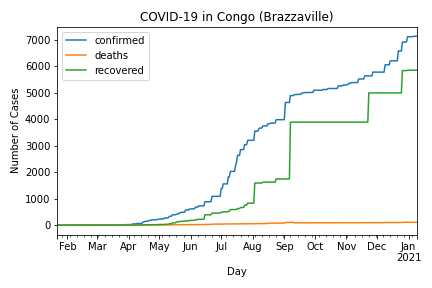 COVID-19 in Congo (Brazzaville)
confirmed
deaths
recovered
Number of Cases
7000
6000
5000
4000
3000
2000
1000
0
Feb Mar Apr May Jun Jul Aug Sep Oct Nov Dec Jan
2021
Day